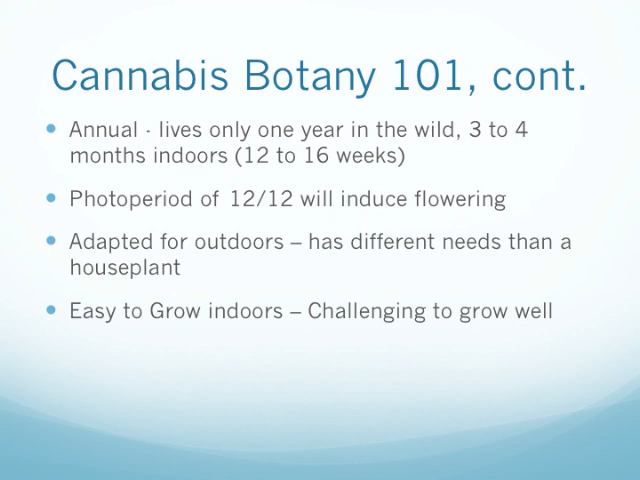 Cannabis Botany 101, cont.
• Annual - lives only one year in the wild, 3 to 4
months indoors (12 to 16 weeks)
• Photoperiod of 12/12 will induce flowering
• Adapted for outdoors – has different needs than a
houseplant
• Easy to Grow indoors – Challenging to grow well